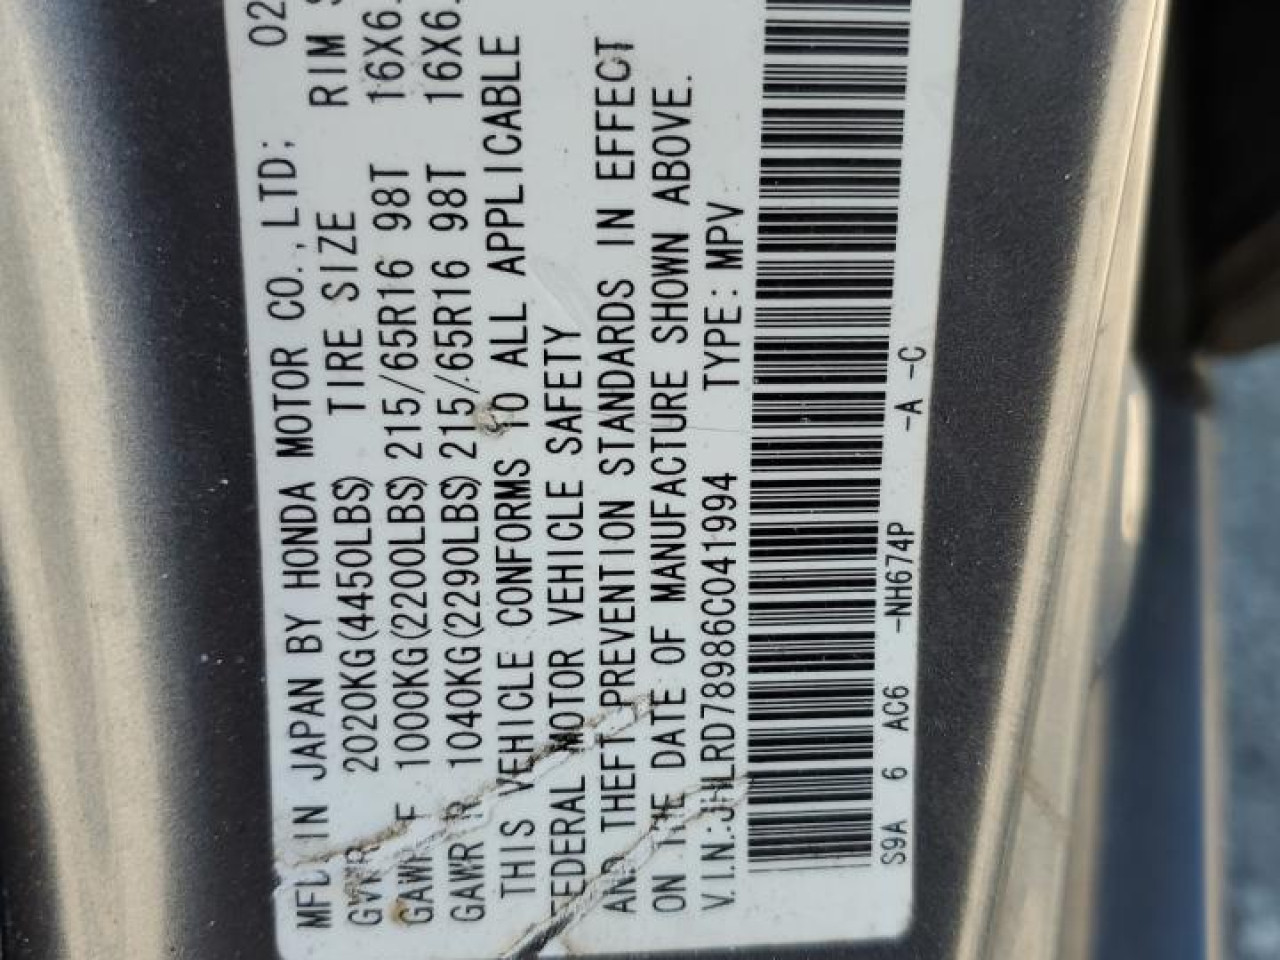 MFD IN JAPAN BY HONDA MOTOR CO.,LTD; 02
GVWR 2020KG(4450LBS) TIRE SIZE RIM S
GAWR F 1000KG(2200LBS) 215/65R16 98T 16X6.
GAWR R 1040KG(2290LBS) 215/65R16 98T 16X6.
THIS VEHICLE CONFORMS TO ALL APPLICABLE
FEDERAL MOTOR VEHICLE SAFETY
AND THEFT PREVENTION STANDARDS IN EFFECT
ON THE DATE OF MANUFACTURE SHOWN ABOVE.
V.I.N.:JHLRD78986C041994 TYPE:MPV
S9A 6 AC6 -NH674P -A -C